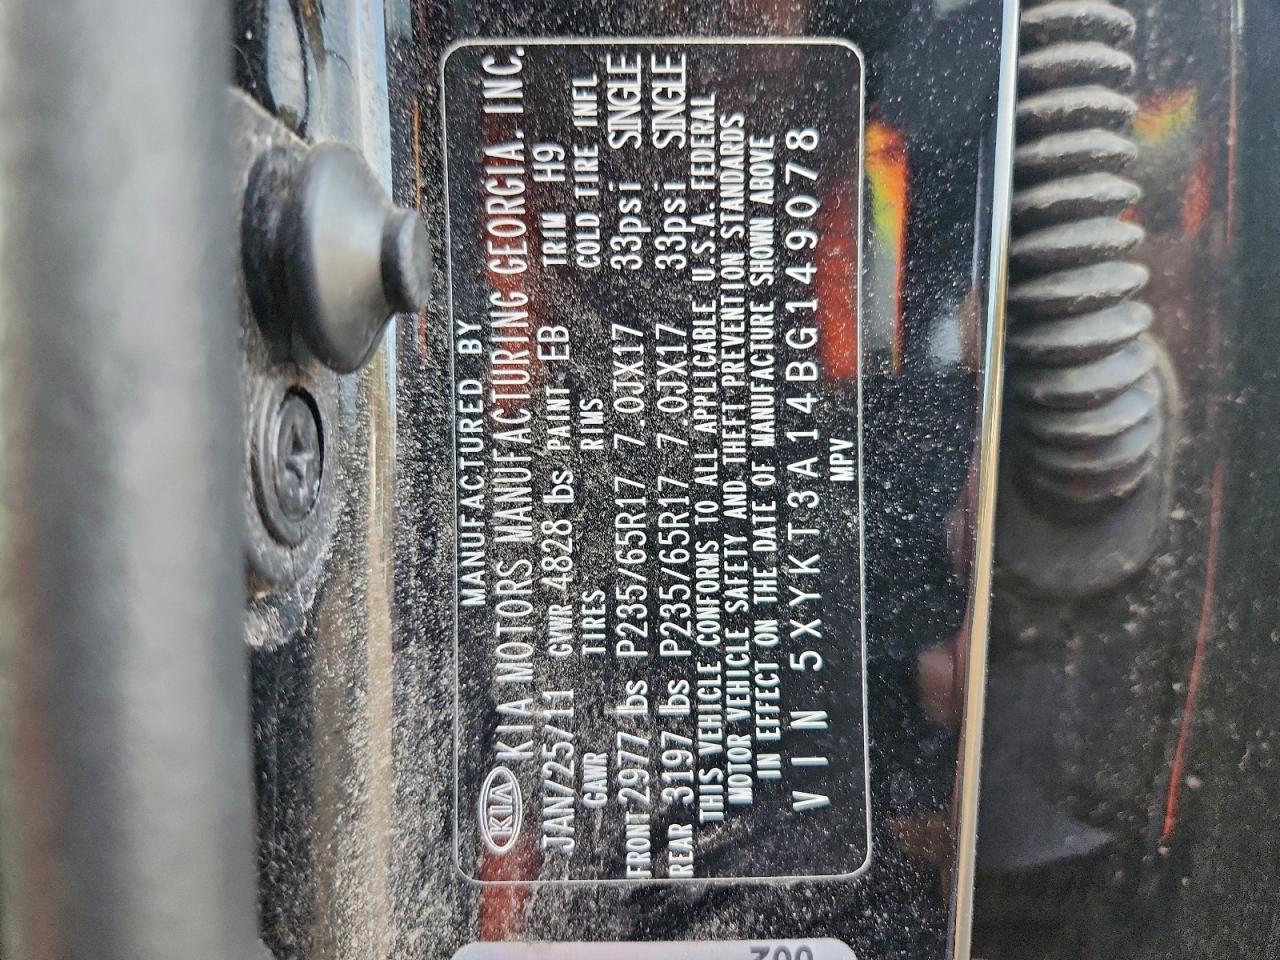 MANUFACTURED BY
KIA KIA MOTORS MANUFACTURING GEORGIA. INC.
JAN/25/11 GVWR 4828 lbs PAINT EB TRIM H9
GAWR TIRES RIMS COLD TIRE INFL
FRONT 2977 lbs P235/65R17 7.0JX17 33psi SINGLE
REAR 3197 lbs P235/65R17 7.0JX17 33psi SINGLE
THIS VEHICLE CONFORMS TO ALL APPLICABLE U.S.A. FEDERAL
MOTOR VEHICLE SAFETY AND THEFT PREVENTION STANDARDS
IN EFFECT ON THE DATE OF MANUFACTURE SHOWN ABOVE
VIN 5XYKT3A14BG149078
MPV